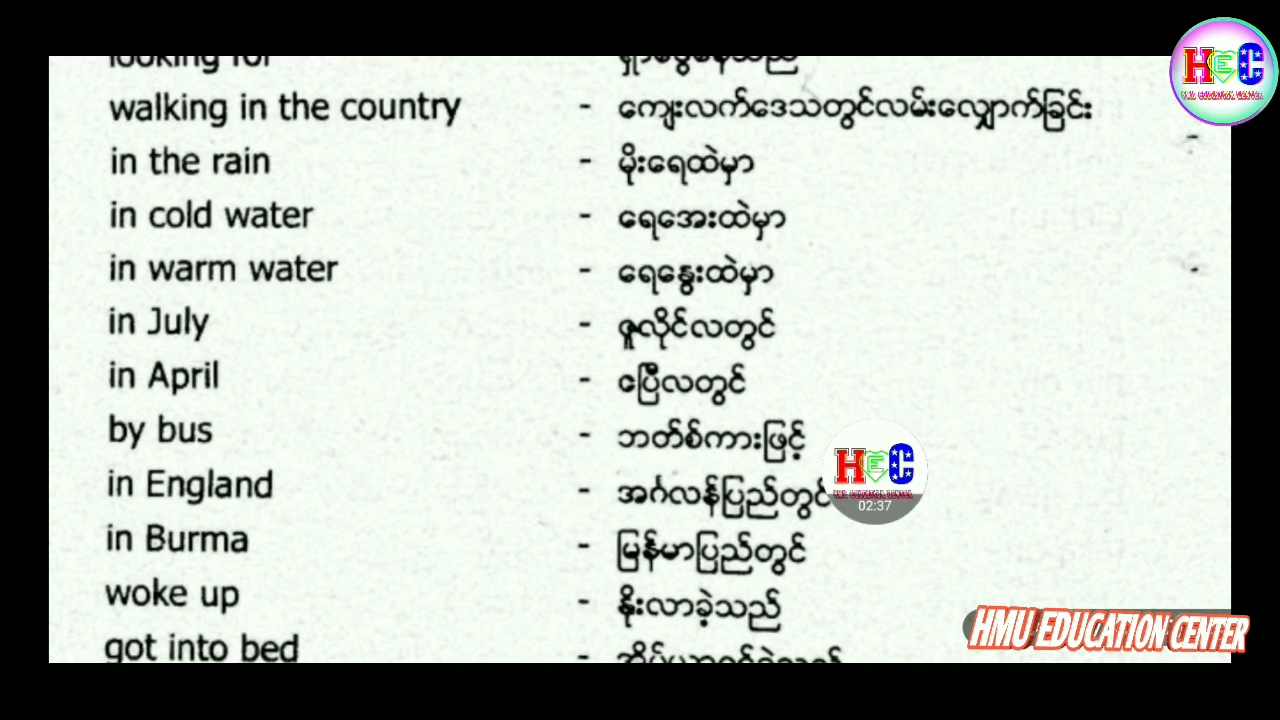 looking for
walking in the country - ကျေးလက်ဒေသတွင်လမ်းလျှောက်ခြင်း
in the rain - မိုးရေထဲမှာ
in cold water - ရေအေးထဲမှာ
in warm water - ရေနွေးထဲမှာ
in July - ဇူလိုင်လတွင်
in April - ဧပြီလတွင်
by bus - ဘတ်စ်ကားဖြင့်
in England - အင်္ဂလန်ပြည်တွင်
in Burma - မြန်မာပြည်တွင်
woke up - နိုးလာခဲ့သည်
got into bed -
HEC
HEC
02:37
HMU EDUCATION CENTER